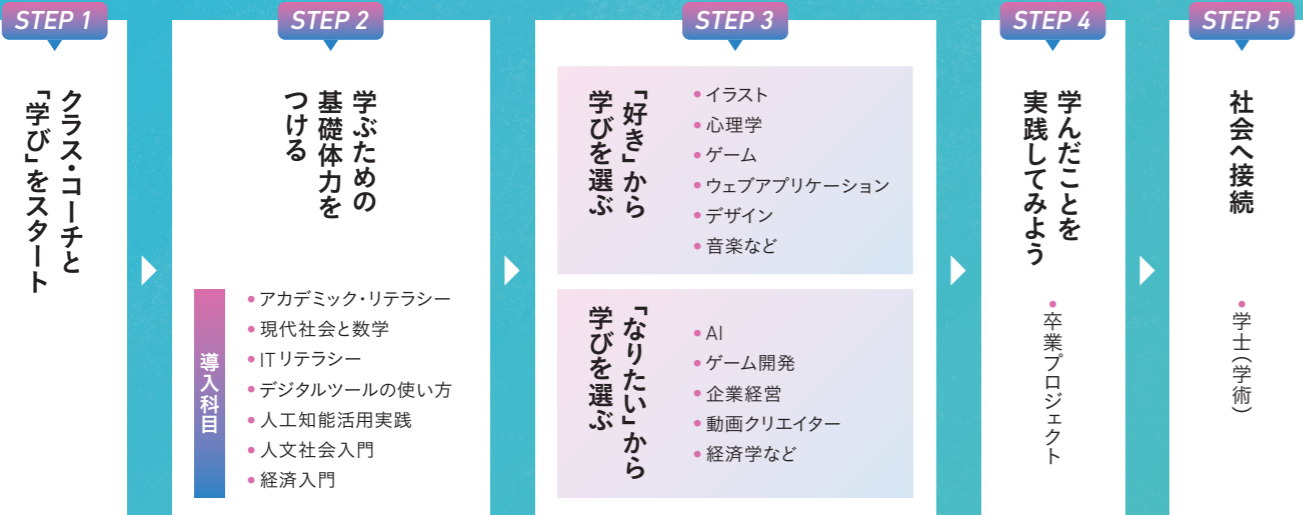 STEP 1
クラス・コーチと
「学び」をスタート
STEP 2
学ぶための
基礎体力を
つける
導入科目
•アカデミック・リテラシー
•現代社会と数学
•ITリテラシー
•デジタルツールの使い方
•人工知能活用実践
•人文社会入門
•経済入門
STEP 3
「好き」から
学びを選ぶ
•イラスト
•心理学
•ゲーム
•ウェブアプリケーション
•デザイン
•音楽など
「なりたい」から
学びを選ぶ
•AI
•ゲーム開発
•企業経営
•動画クリエイター
•経済学など
STEP 4
学んだことを
実践してみよう
•卒業プロジェクト
STEP 5
社会へ接続
•学士（学術）